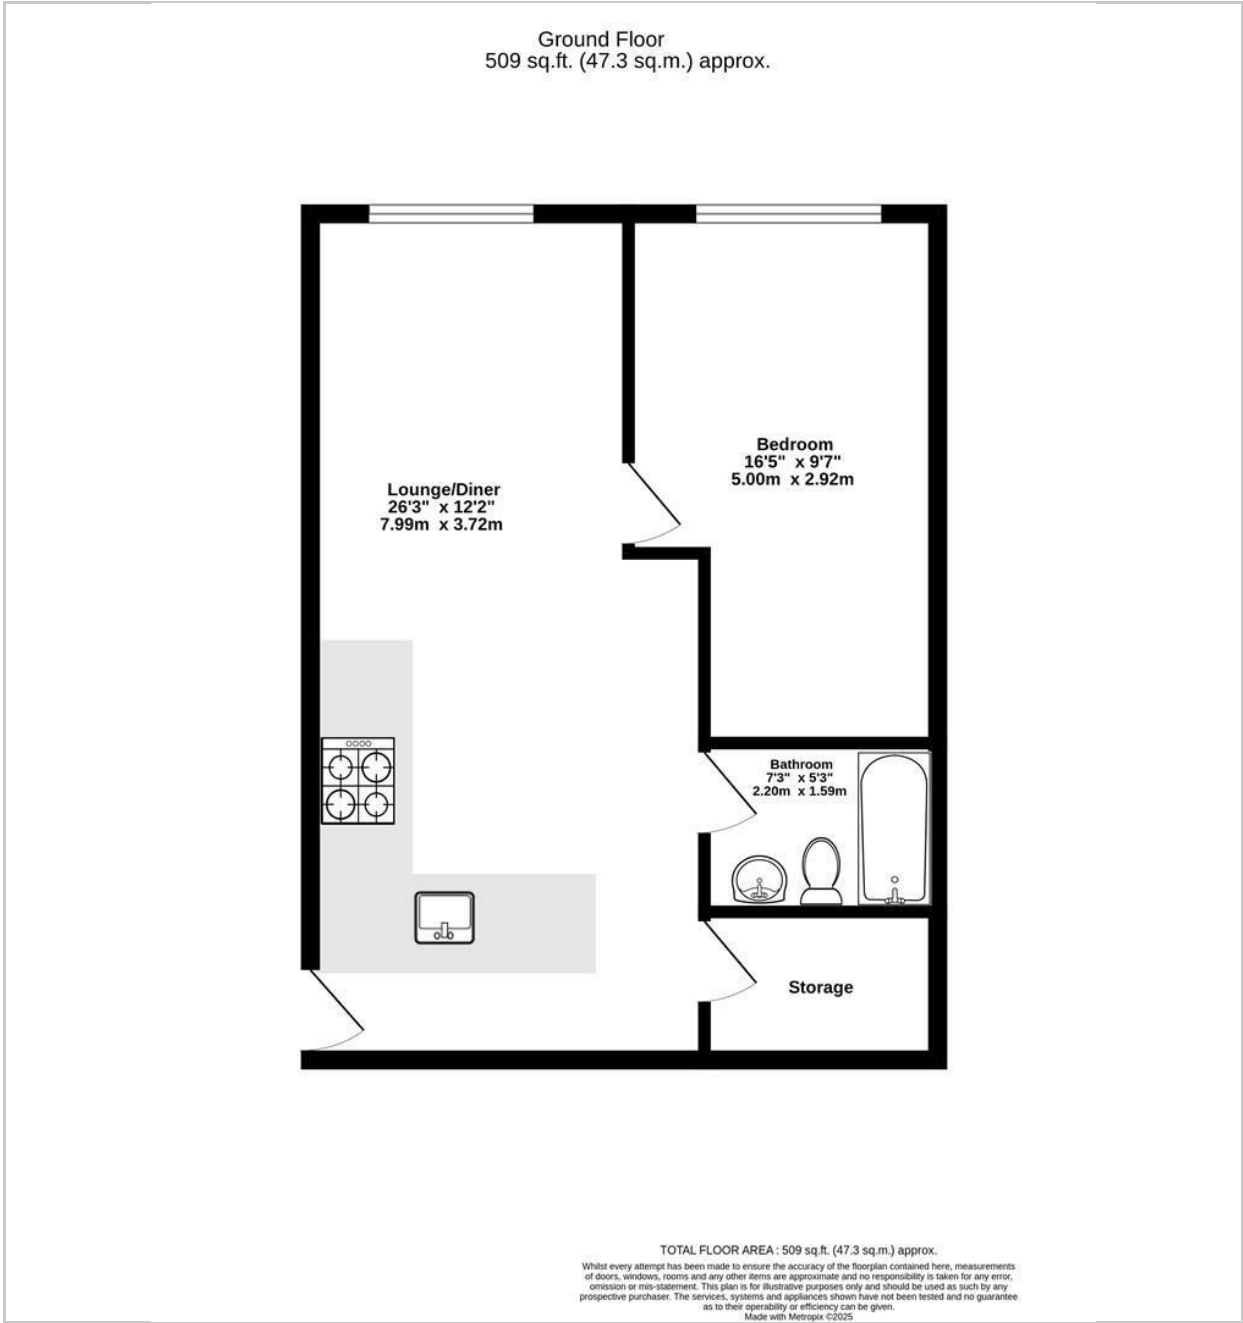 Ground Floor
509 sq.ft. (47.3 sq.m.) approx.
Bedroom
16'5"  x 9'7"
5.00m  x 2.92m
Lounge/Diner
26'3"  x 12'2"
7.99m  x 3.72m
Bathroom
7'3"  x 5'3"
2.20m  x 1.59m
Storage
TOTAL FLOOR AREA : 509 sq.ft. (47.3 sq.m.) approx.
Whilst every attempt has been made to ensure the accuracy of the floorplan contained here, measurements
of doors, windows, rooms and any other items are approximate and no responsibility is taken for any error,
omission or mis-statement. This plan is for illustrative purposes only and should be used as such by any
prospective purchaser. The services, systems and appliances shown have not been tested and no guarantee
as to their operability or efficiency can be given.
Made with Metropix ©2025